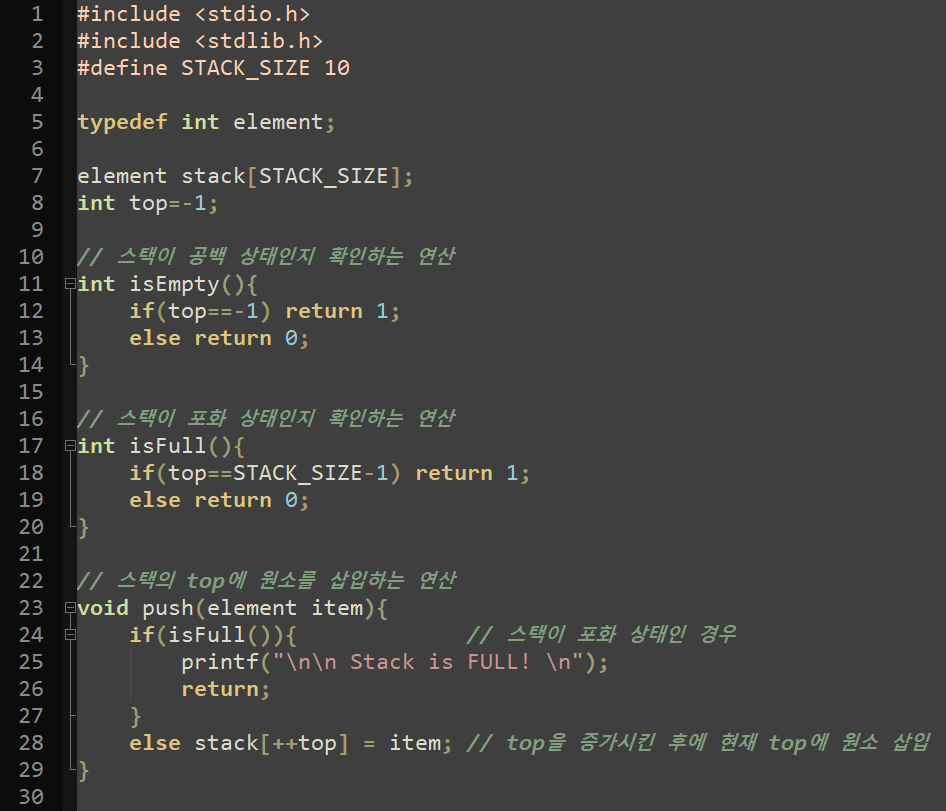 1 #include <stdio.h>
2 #include <stdlib.h>
3 #define STACK_SIZE 10
4
5 typedef int element;
6
7 element stack[STACK_SIZE];
8 int top=-1;
9
10 // 스택이 공백 상태인지 확인하는 연산
11 int isEmpty(){
12     if(top==-1) return 1;
13     else return 0;
14 }
15
16 // 스택이 포화 상태인지 확인하는 연산
17 int isFull(){
18     if(top==STACK_SIZE-1) return 1;
19     else return 0;
20 }
21
22 // 스택의 top에 원소를 삽입하는 연산
23 void push(element item){
24     if(isFull()){             // 스택이 포화 상태인 경우
25         printf("\n\n Stack is FULL! \n");
26         return;
27     }
28     else stack[++top] = item; // top을 증가시킨 후에 현재 top에 원소 삽입
29 }
30